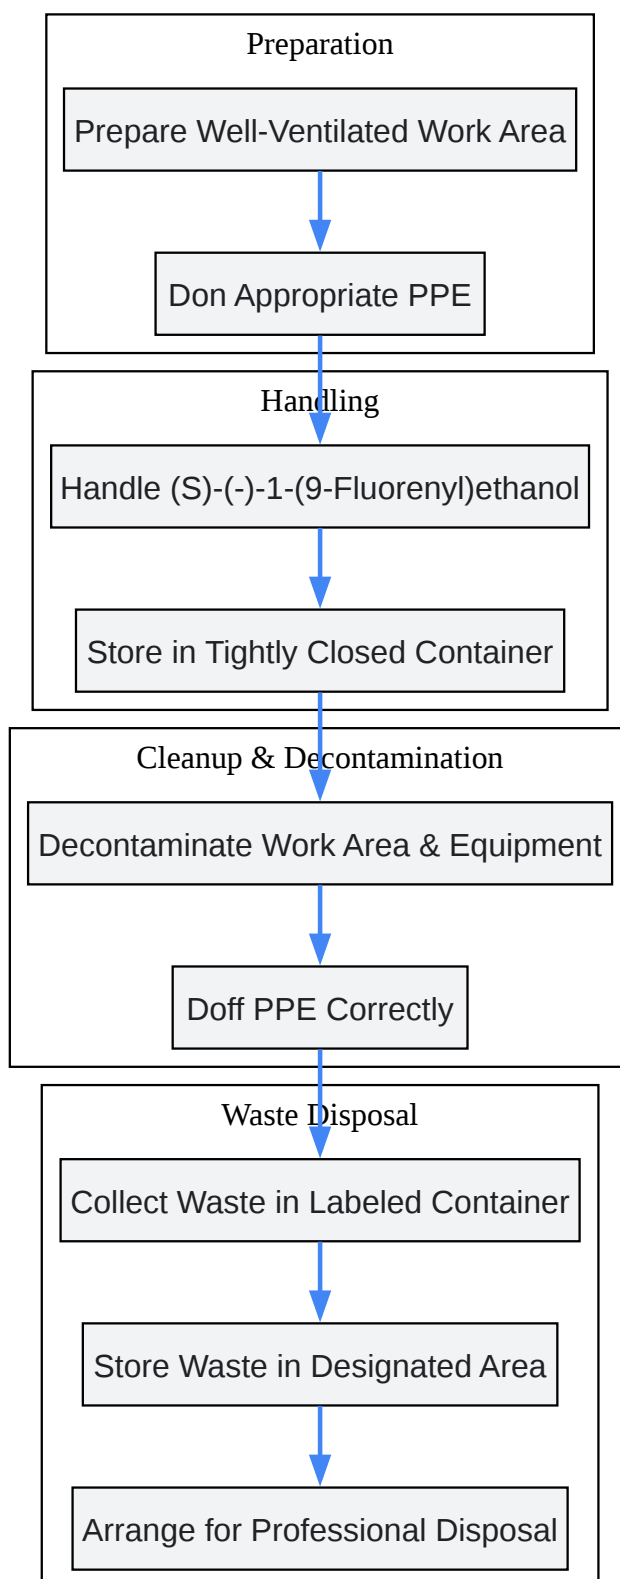 Preparation
Prepare Well-Ventilated Work Area
Don Appropriate PPE
Handling
Handle (S)-(-)-1-(9-Fluorenyl)ethanol
Store in Tightly Closed Container
Cleanup & Decontamination
Decontaminate Work Area & Equipment
Doff PPE Correctly
Waste Disposal
Collect Waste in Labeled Container
Store Waste in Designated Area
Arrange for Professional Disposal